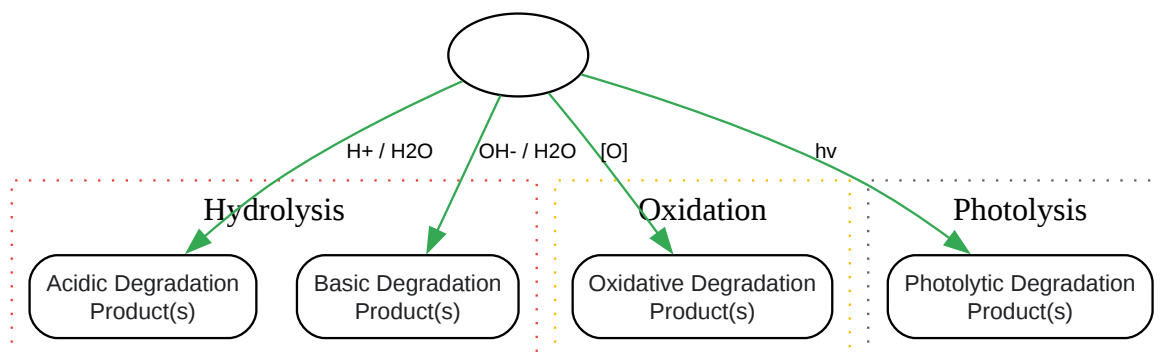 H+ / H2O
OH- / H2O
[O]
hv
Hydrolysis
Oxidation
Photolysis
Acidic Degradation
Product(s)
Basic Degradation
Product(s)
Oxidative Degradation
Product(s)
Photolytic Degradation
Product(s)